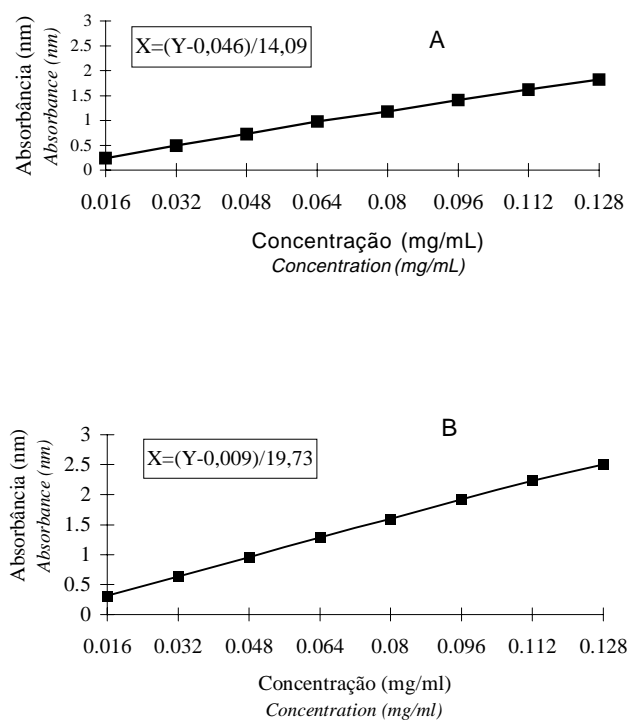 A
X=(Y-0,046)/14,09
Absorbância (nm)
Absorbance (nm)
3
2.5
2
1.5
1
0.5
0
0.016 0.032 0.048 0.064 0.08 0.096 0.112 0.128
Concentração (mg/mL)
Concentration (mg/mL)
B
X=(Y-0,009)/19,73
Absorbância (nm)
Absorbance (nm)
3
2.5
2
1.5
1
0.5
0
0.016 0.032 0.048 0.064 0.08 0.096 0.112 0.128
Concentração (mg/ml)
Concentration (mg/ml)